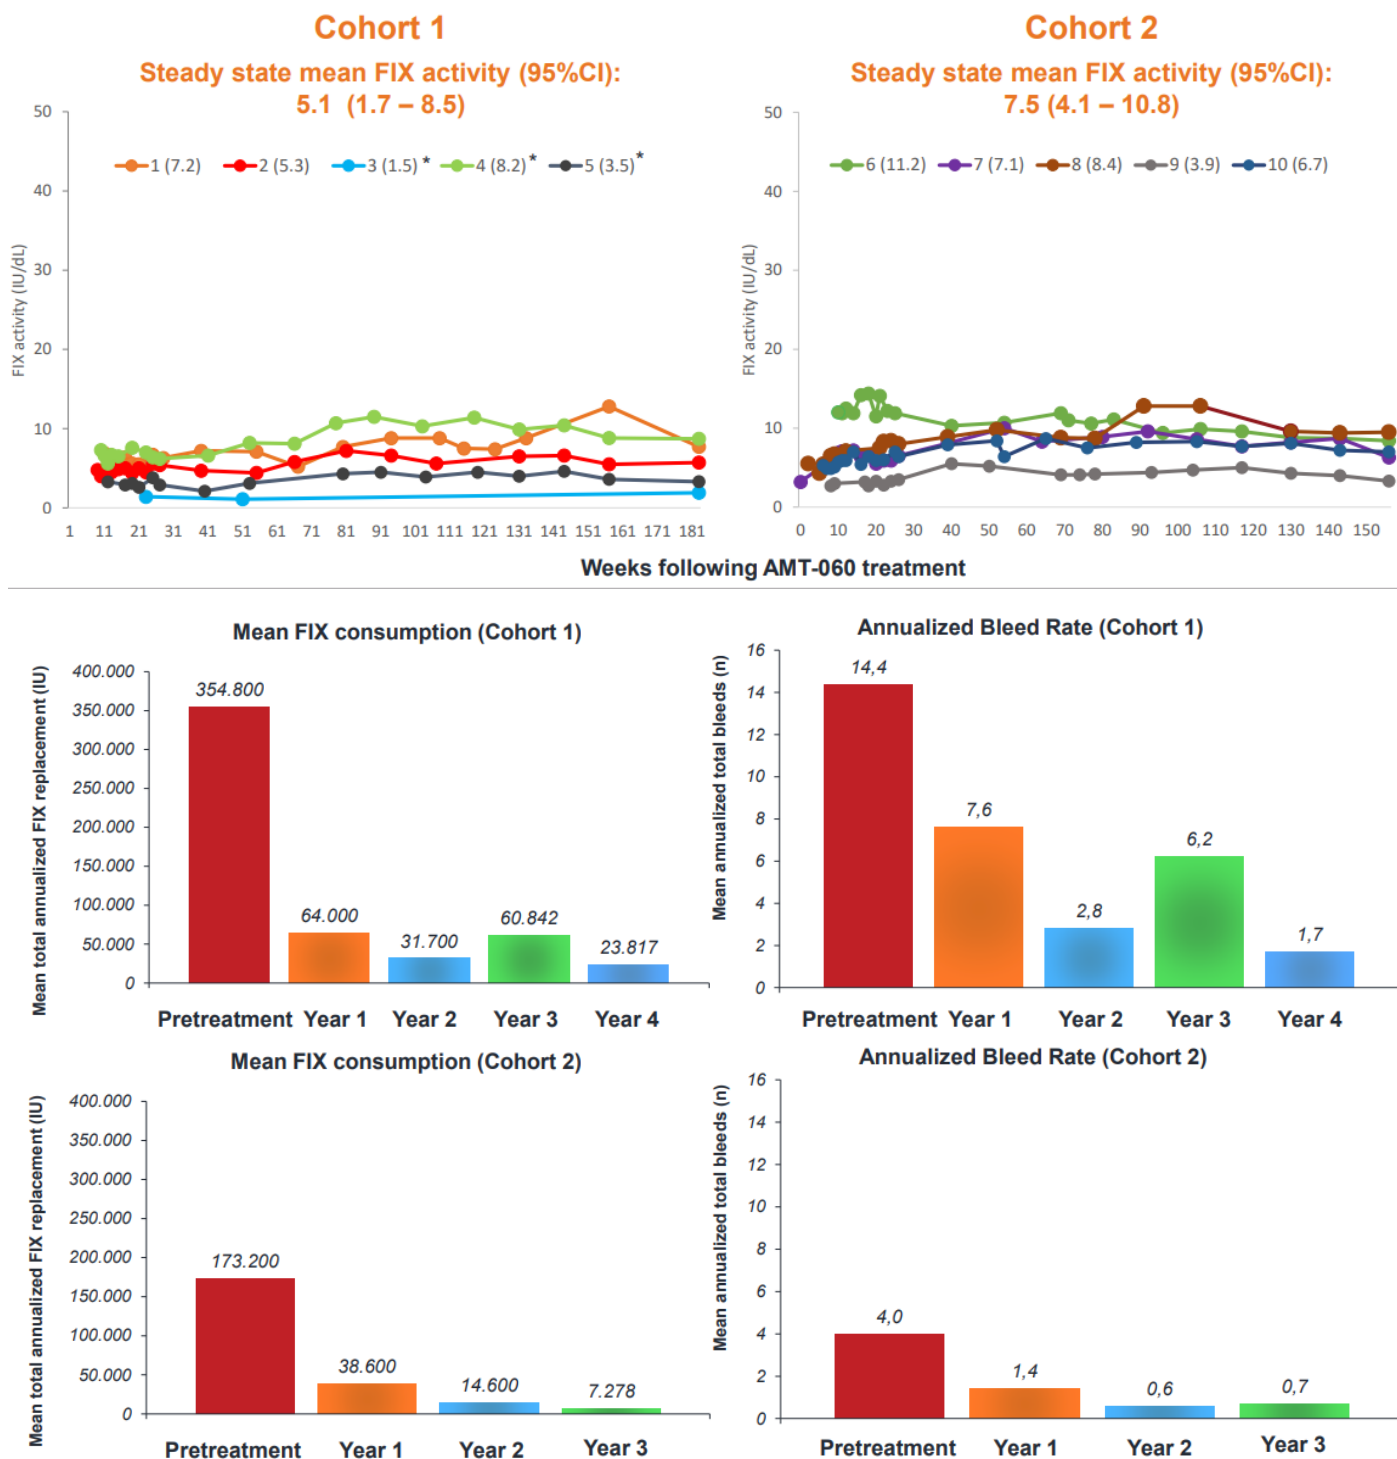 Cohort 1
Steady state mean FIX activity (95%CI):
5.1 (1.7 – 8.5)
FIX activity (IU/dL)
50
40
30
20
10
0
1 (7.2) 2 (5.3) 3 (1.5) * 4 (8.2) * 5 (3.5) *
1 11 21 31 41 51 61 71 81 91 101 111 121 131 141 151 161 171 181
Cohort 2
Steady state mean FIX activity (95%CI):
7.5 (4.1 – 10.8)
FIX activity (IU/dL)
50
40
30
20
10
0
6 (11.2) 7 (7.1) 8 (8.4) 9 (3.9) 10 (6.7)
0 10 20 30 40 50 60 70 80 90 100 110 120 130 140 150
Weeks following AMT-060 treatment
Mean FIX consumption (Cohort 1)
Mean total annualized FIX replacement (IU)
400.000
350.000
300.000
250.000
200.000
150.000
100.000
50.000
0
354.800
64.000
31.700
60.842
23.817
Pretreatment Year 1 Year 2 Year 3 Year 4
Annualized Bleed Rate (Cohort 1)
Mean annualized total bleeds (n)
16
14
12
10
8
6
4
2
0
14,4
7,6
2,8
6,2
1,7
Pretreatment Year 1 Year 2 Year 3 Year 4
Mean FIX consumption (Cohort 2)
Mean total annualized FIX replacement (IU)
400.000
350.000
300.000
250.000
200.000
150.000
100.000
50.000
0
173.200
38.600
14.600
7.278
Pretreatment Year 1 Year 2 Year 3
Annualized Bleed Rate (Cohort 2)
Mean annualized total bleeds (n)
16
14
12
10
8
6
4
2
0
4,0
1,4
0,6
0,7
Pretreatment Year 1 Year 2 Year 3